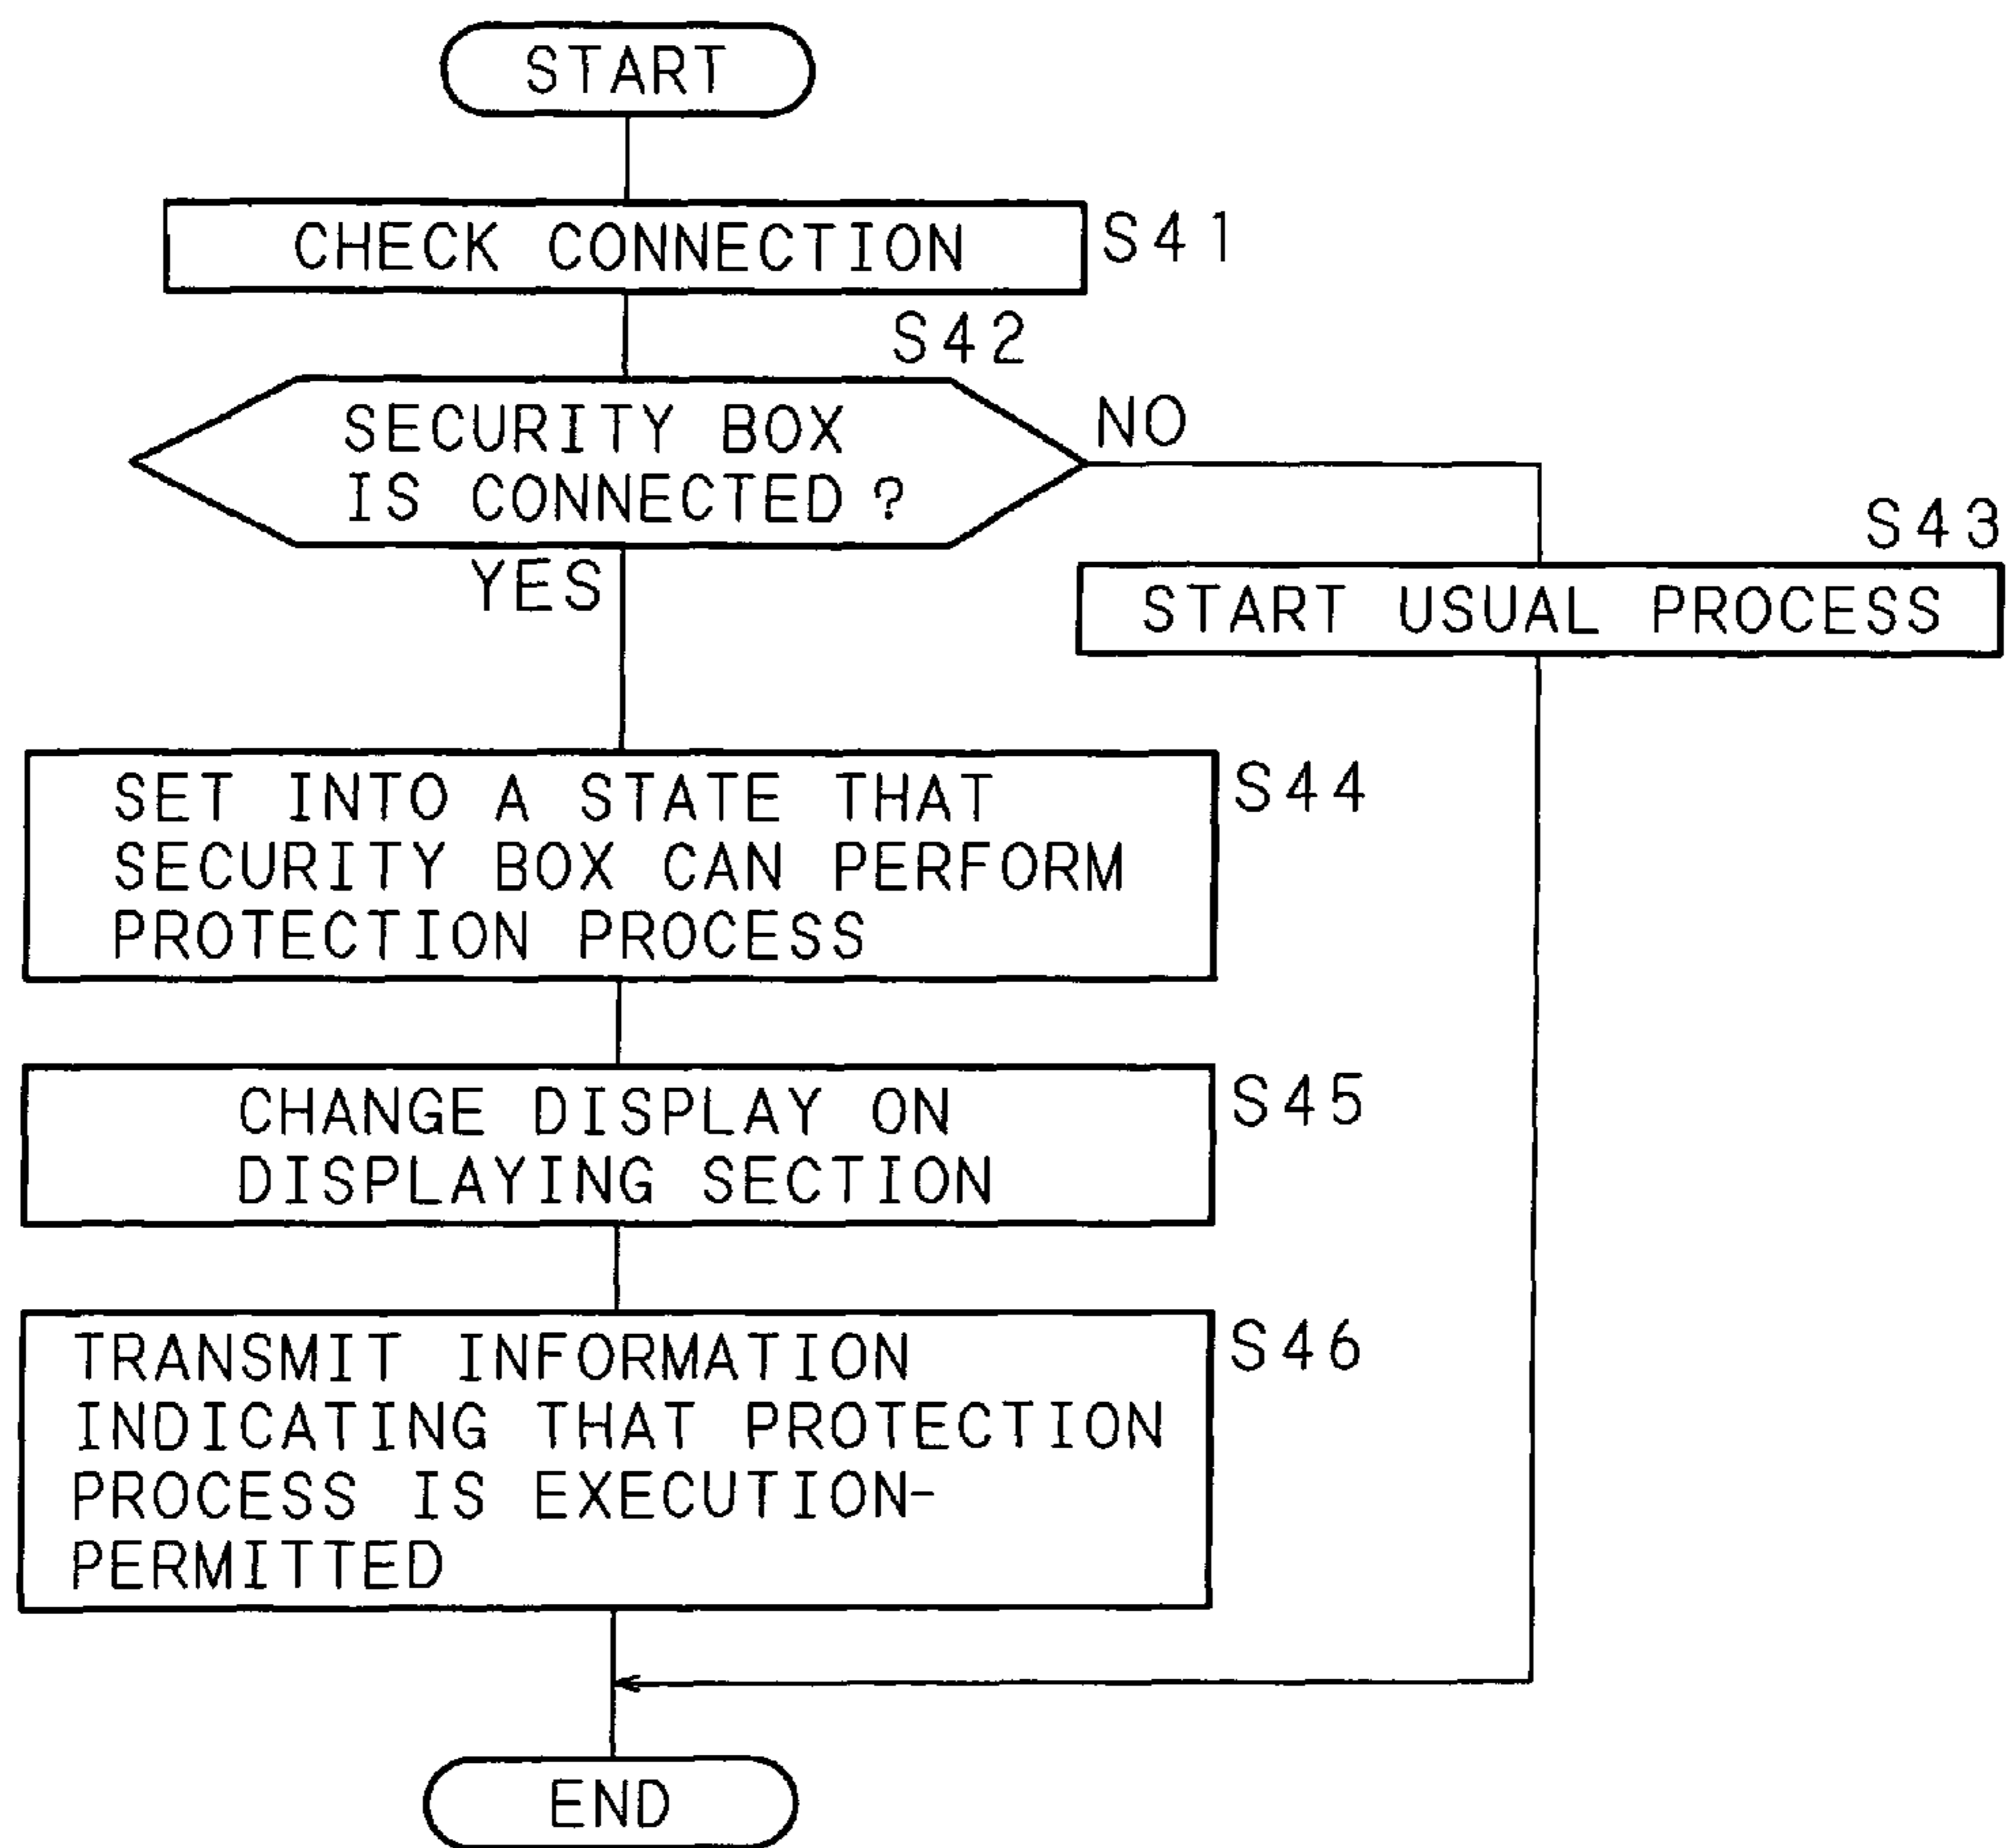 START
CHECK CONNECTION
S41
S42
SECURITY BOX
IS CONNECTED?
NO
YES
S43
START USUAL PROCESS
SET INTO A STATE THAT
SECURITY BOX CAN PERFORM
PROTECTION PROCESS
S44
CHANGE DISPLAY ON
DISPLAYING SECTION
S45
TRANSMIT INFORMATION
INDICATING THAT PROTECTION
PROCESS IS EXECUTION-
PERMITTED
S46
END